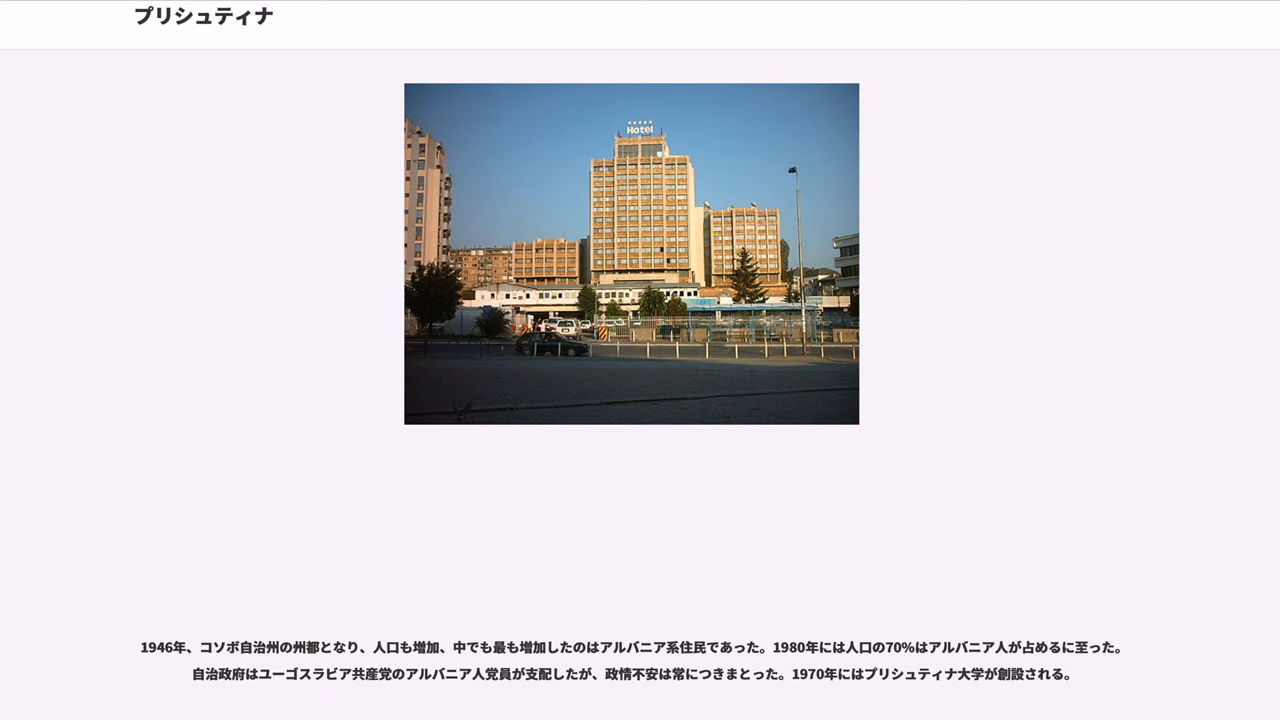 プリシュティナ
★★★★★
Hotel
1946年、コソボ自治州の州都となり、人口も増加、中でも最も増加したのはアルバニア系住民であった。1980年には人口の70%はアルバニア人が占めるに至った。
自治政府はユーゴスラビア共産党のアルバニア人党員が支配したが、政情不安は常につきまとった。1970年にはプリシュティナ大学が創設される。